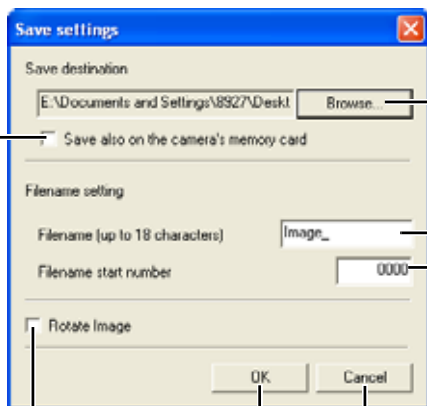 Save settings
Save destination
E:\Documents and Settings\8927\Deskt Browse...
Save also on the camera's memory card
Filename setting
Filename (up to 18 characters) Image_
Filename start number 0000
Rotate Image
OK Cancel